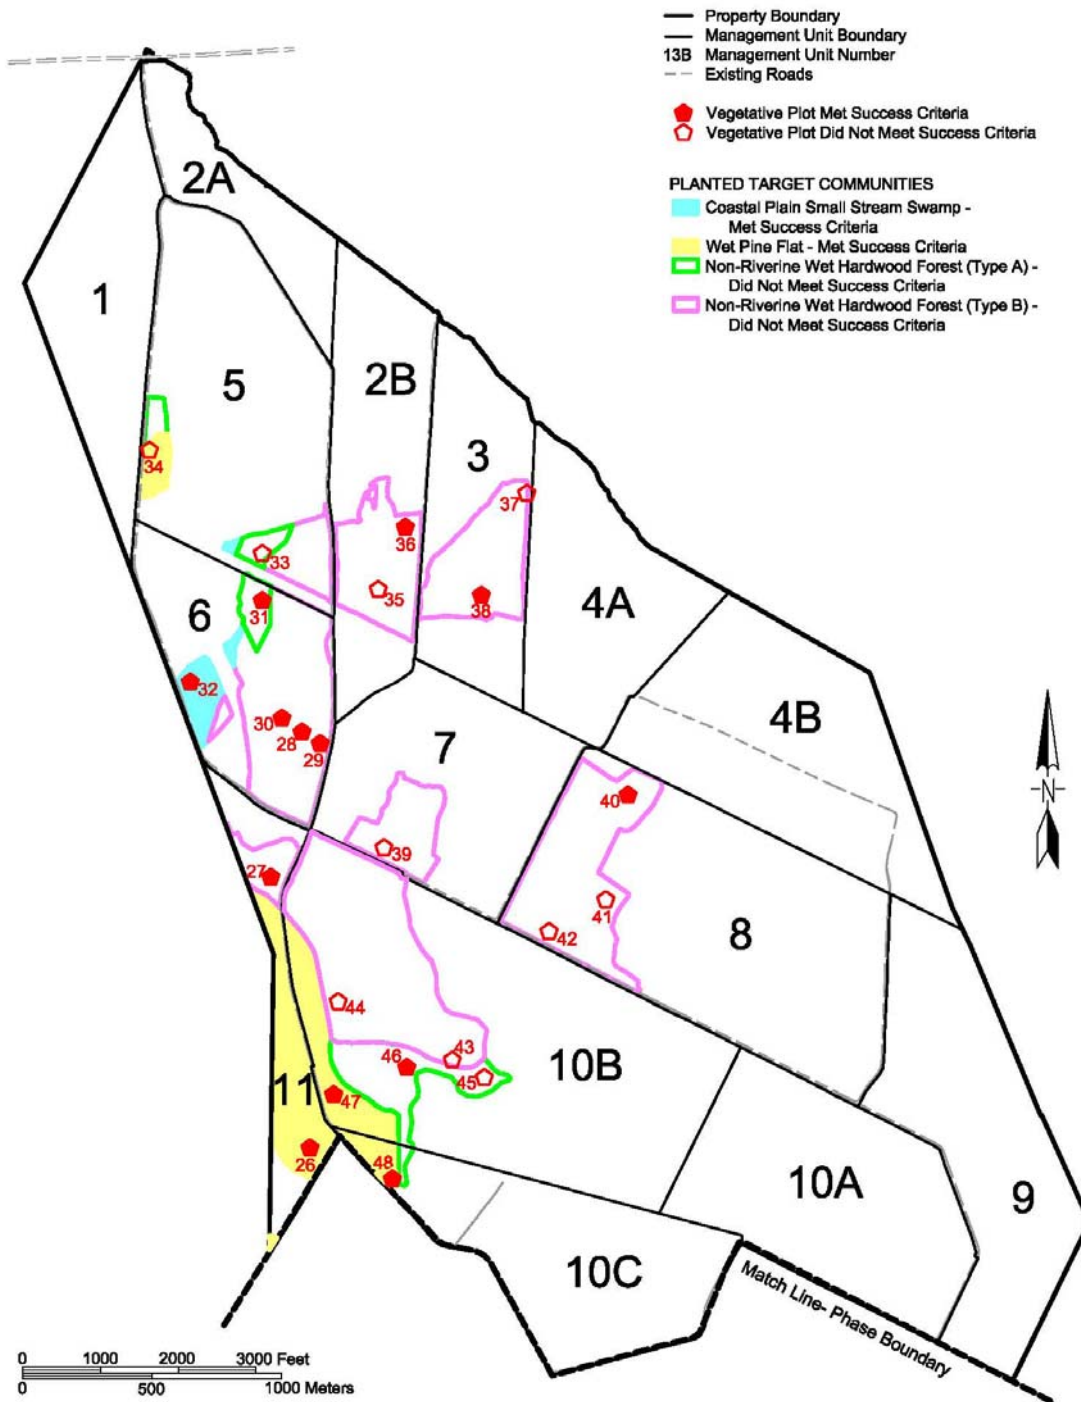 Property Boundary
Management Unit Boundary
13B Management Unit Number
Existing Roads
Vegetative Plot Met Success Criteria
Vegetative Plot Did Not Meet Success Criteria
PLANTED TARGET COMMUNITIES
Coastal Plain Small Stream Swamp -
Met Success Criteria
Wet Pine Flat - Met Success Criteria
Non-Riverine Wet Hardwood Forest (Type A) -
Did Not Meet Success Criteria
Non-Riverine Wet Hardwood Forest (Type B) -
Did Not Meet Success Criteria
2A
1
5
2B
3
34
37
36
33
35
38
31
4A
6
32
30
28
29
4B
7
40
39
27
41
42
8
44
43
46
45
10B
47
11
26
48
10A
9
10C
Match Line- Phase Boundary
N
0 1000 2000 3000 Feet
0 500 1000 Meters